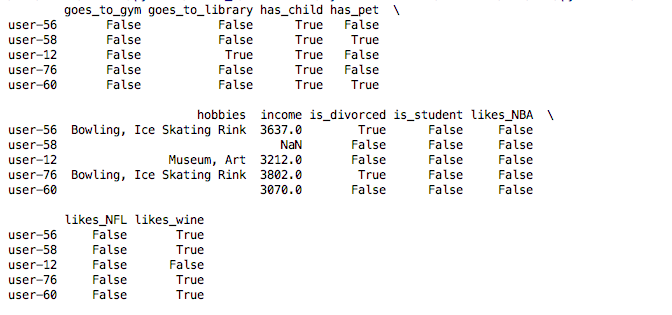 goes_to_gym goes_to_library has_child has_pet \
user-56 False False True False
user-58 False False True True
user-12 False True True False
user-76 False False True False
user-60 False False True True
hobbies income is_divorced is_student likes_NBA \
user-56 Bowling, Ice Skating Rink 3637.0 True False False
user-58 NaN False False False
user-12 Museum, Art 3212.0 False False False
user-76 Bowling, Ice Skating Rink 3802.0 True False False
user-60 3070.0 False False False
likes_NFL likes_wine
user-56 False True
user-58 False True
user-12 False False
user-76 False True
user-60 False True